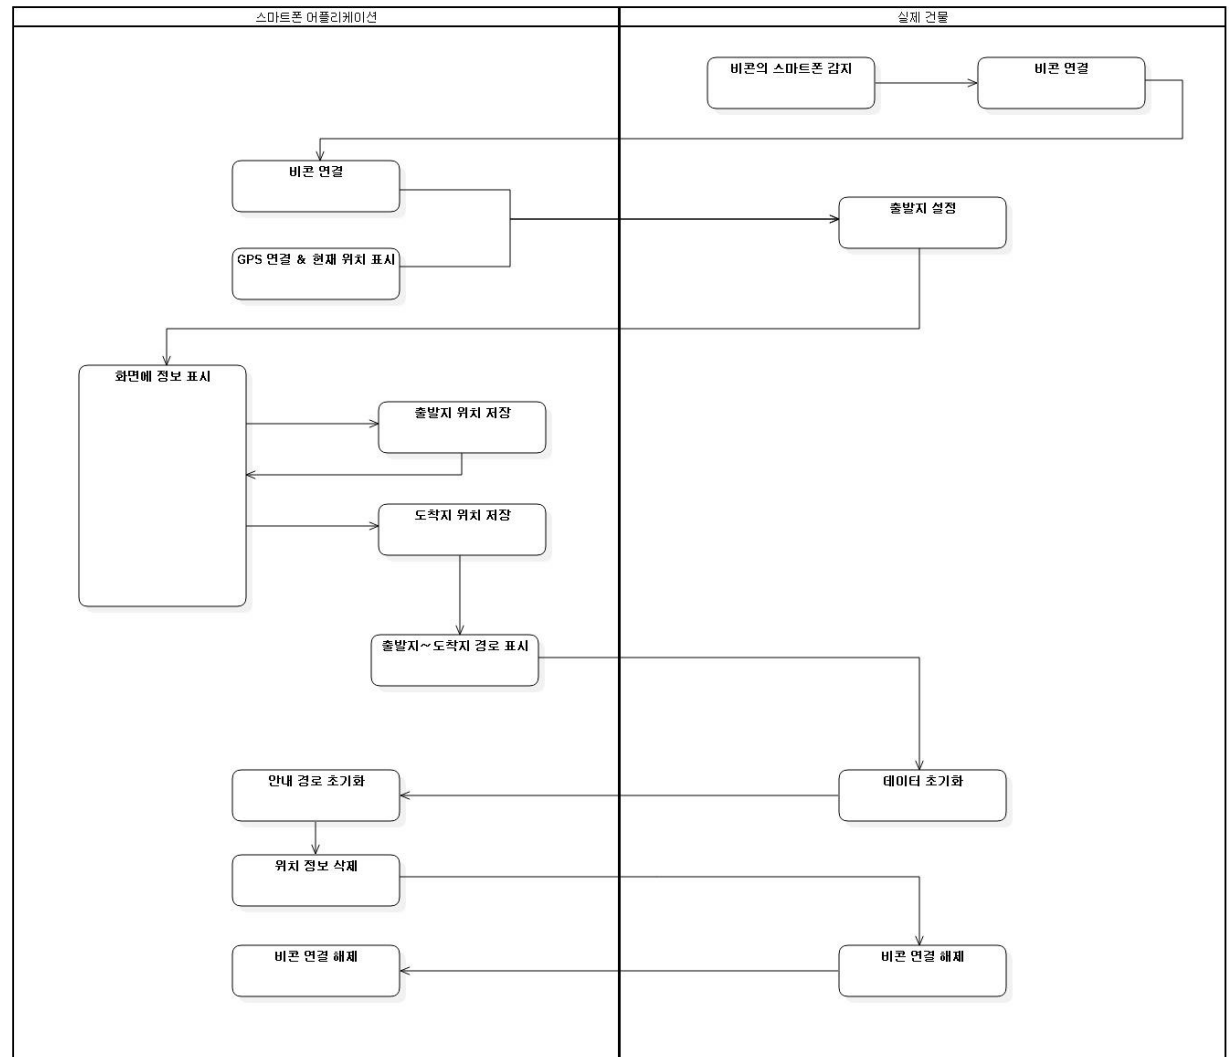 스마트폰 어플리케이션
실제 건물
비콘의 스마트폰 감지
비콘 연결
비콘 연결
출발지 설정
GPS 연결 & 현재 위치 표시
화면에 정보 표시
출발지 위치 저장
도착지 위치 저장
출발지~도착지 경로 표시
안내 경로 초기화
데이터 초기화
위치 정보 삭제
비콘 연결 해제
비콘 연결 해제